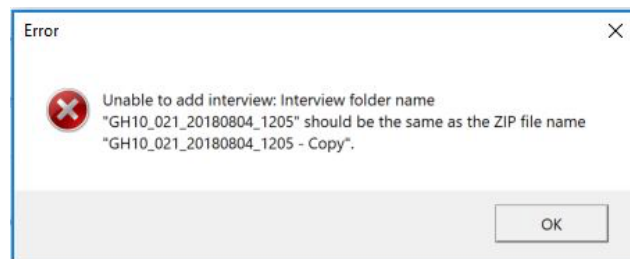 Error
Unable to add interview: Interview folder name
"GH10_021_20180804_1205" should be the same as the ZIP file name
"GH10_021_20180804_1205 - Copy".
OK